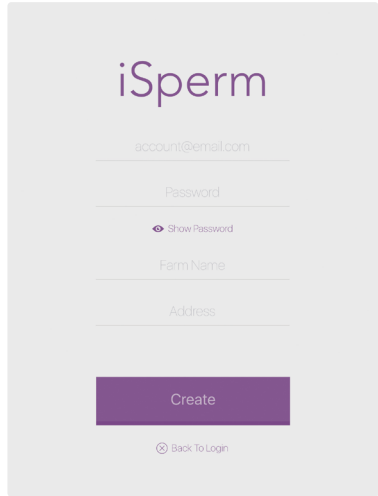 iSperm
account@email.com
Password
Show Password
Farm Name
Address
Create
Back To Login